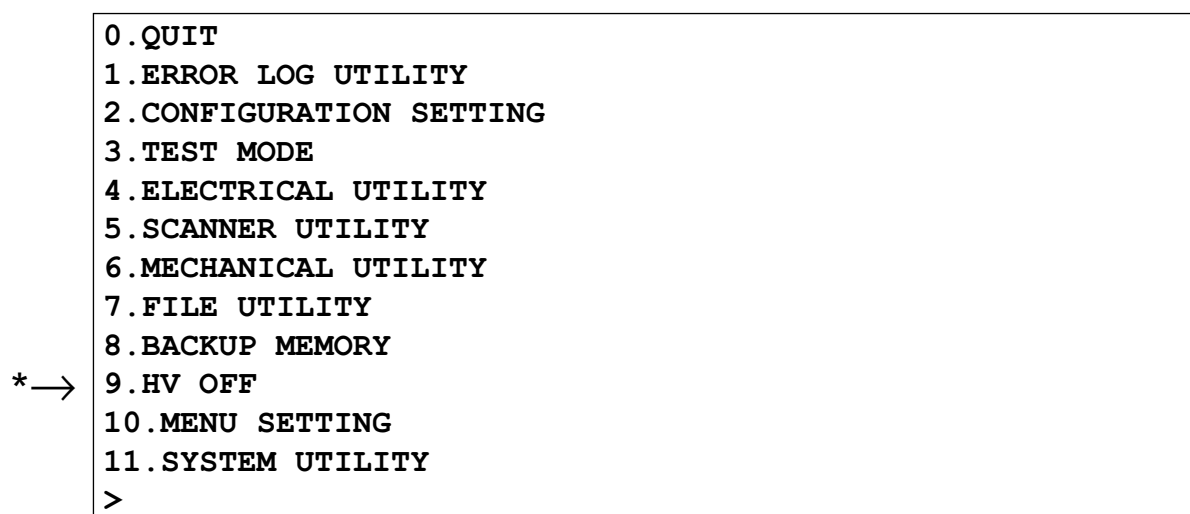 0.QUIT
1.ERROR LOG UTILITY
2.CONFIGURATION SETTING
3.TEST MODE
4.ELECTRICAL UTILITY
5.SCANNER UTILITY
6.MECHANICAL UTILITY
7.FILE UTILITY
8.BACKUP MEMORY
*→ 9.HV OFF
10.MENU SETTING
11.SYSTEM UTILITY
>